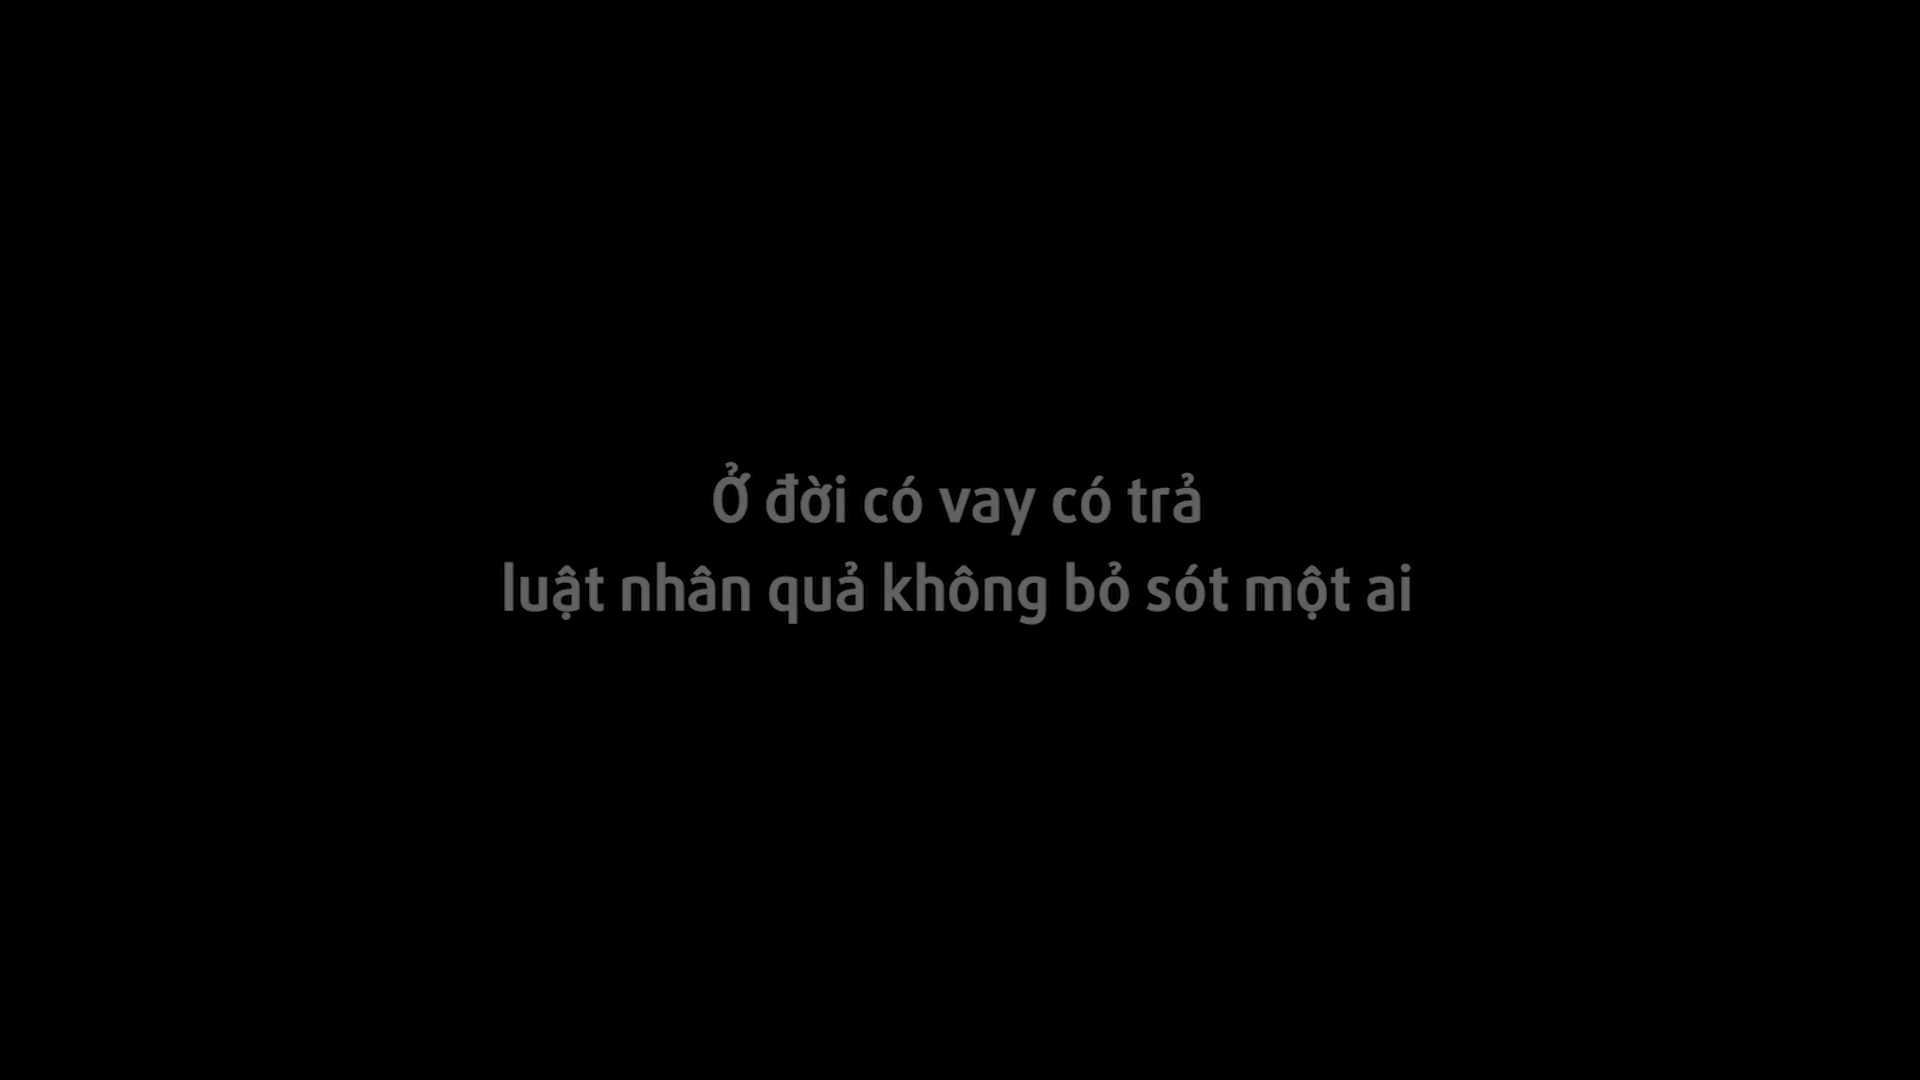 Ở đời có vay có trả
luật nhân quả không bỏ sót một ai